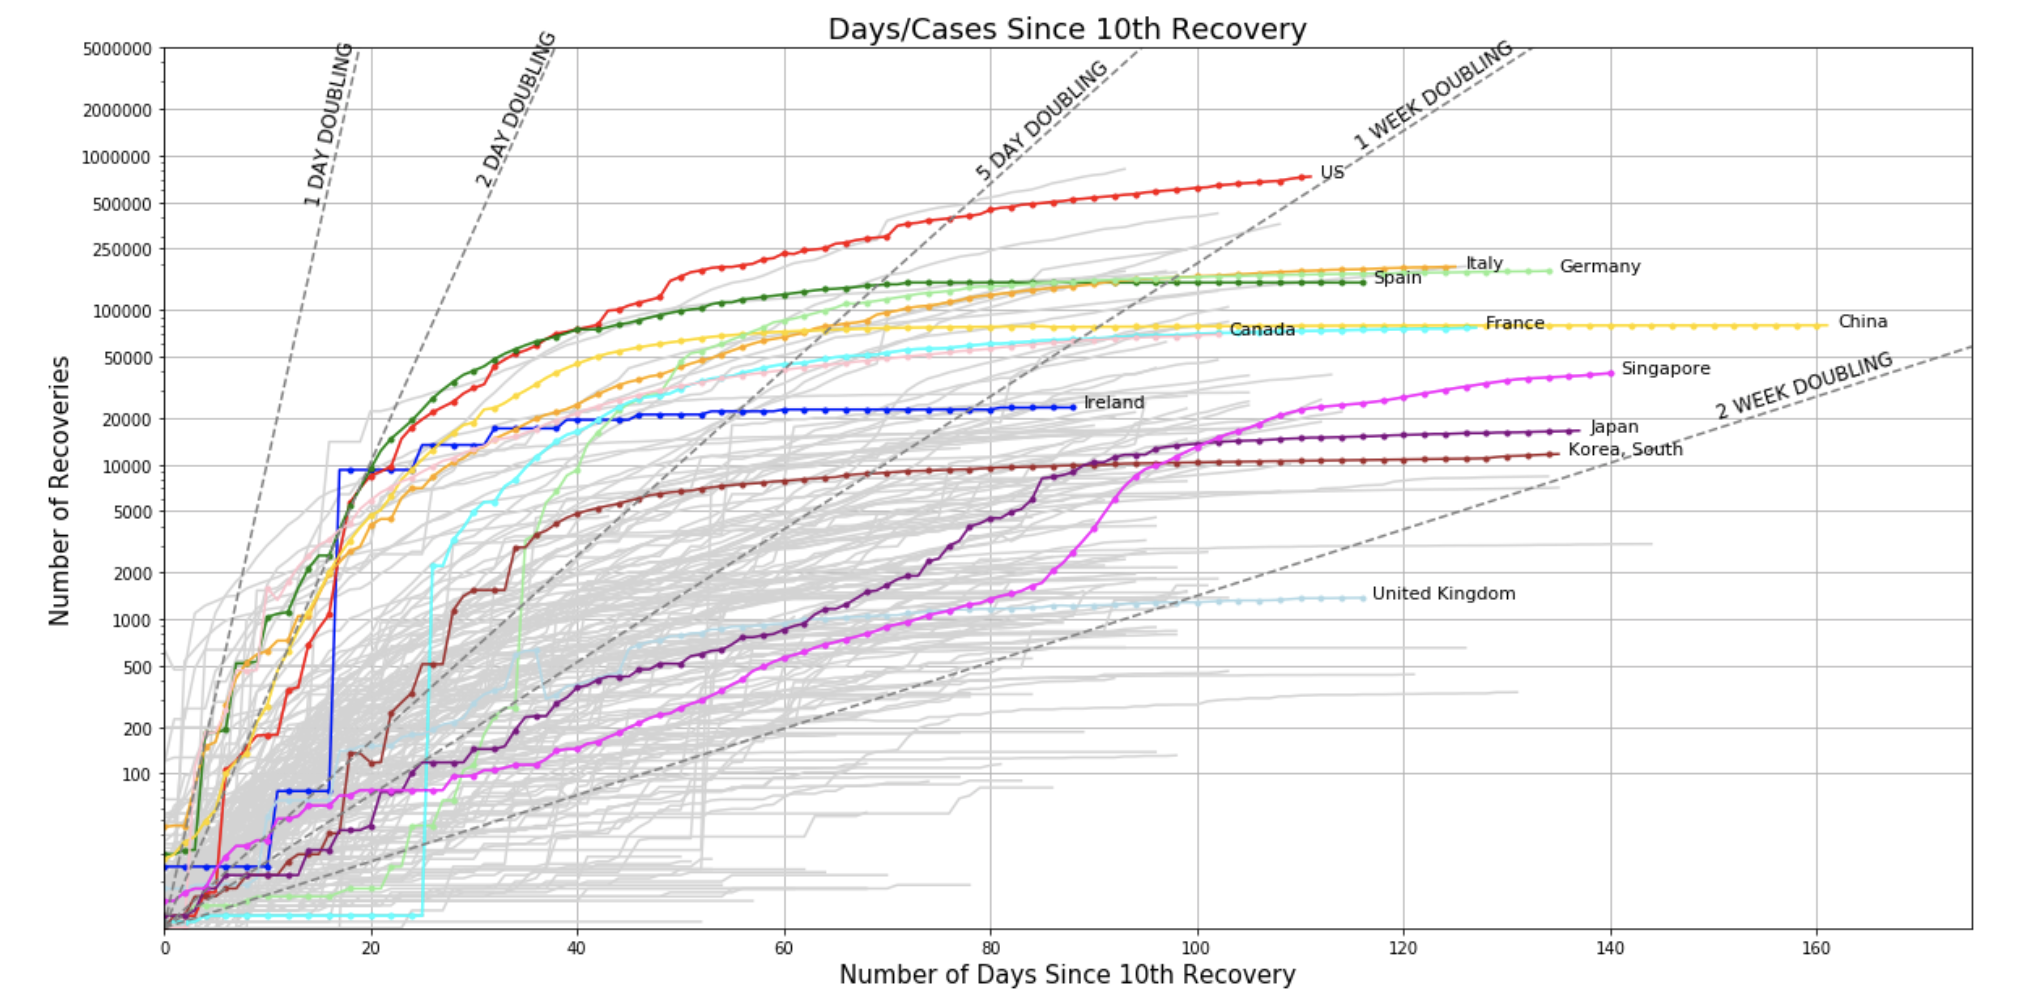 Days/Cases Since 10th Recovery
5000000
2000000
1000000
500000
250000
100000
50000
20000
10000
5000
2000
1000
500
200
100
Number of Recoveries
1 DAY DOUBLING
2 DAY DOUBLING
5 DAY DOUBLING
1 WEEK DOUBLING
2 WEEK DOUBLING
US
Italy
Germany
Spain
Canada
France
China
Singapore
Ireland
Japan
Korea, South
United Kingdom
0 20 40 60 80 100 120 140 160
Number of Days Since 10th Recovery